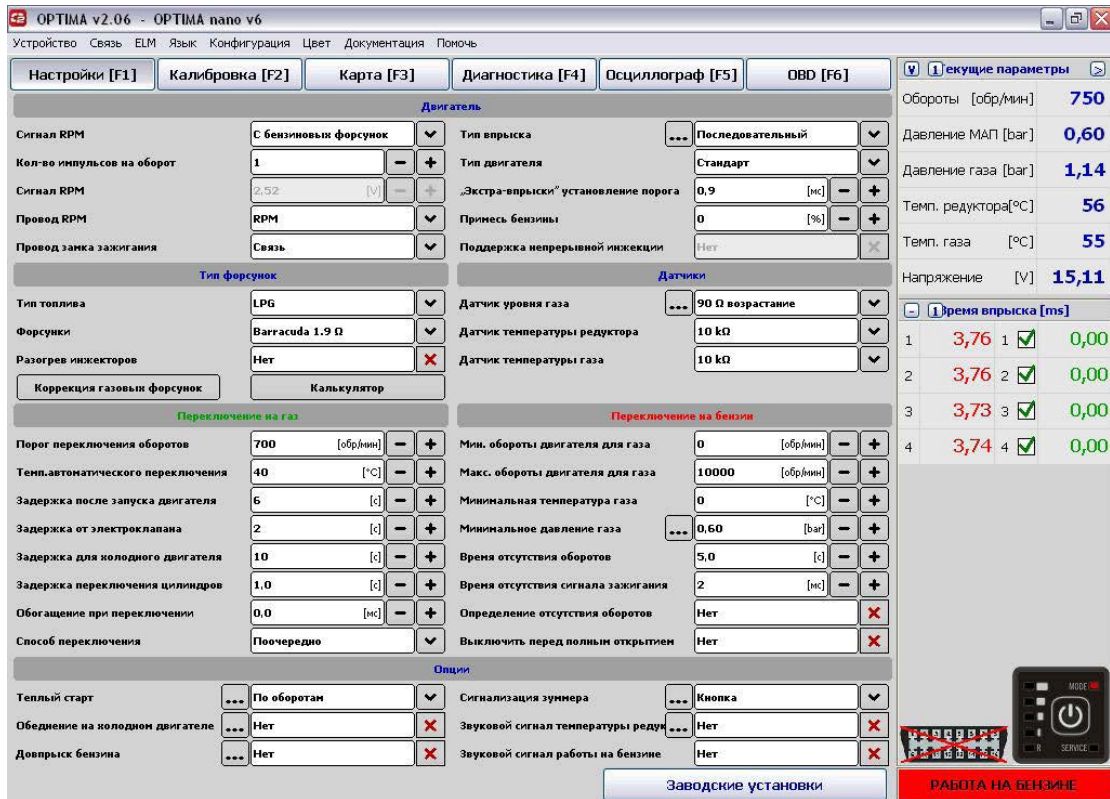 OPTIMA v2.06 - OPTIMA nano v6
Устройство Связь ELM Язык Конфигурация Цвет Документация Помочь
Настройки [F1] Калибровка [F2] Карта [F3] Диагностика [F4] Осциллограф [F5] OBD [F6]
Двигатель
Сигнал RPM С бензиновых форсунок Тип впрыска ... Последовательный
Кол-во импульсов на оборот 1 - + Тип двигателя Стандарт
Сигнал RPM 2,52 [V] - + „Экстра-впрыски" установление порога 0,9 [мс] - +
Провод RPM RPM Примесь бензины 0 [%] - +
Провод замка зажигания Связь Поддержка непрерывной инжекции Нет
Тип форсунок Датчики
Тип топлива LPG Датчик уровня газа ... 90 Ω возрастание
Форсунки Barracuda 1.9 Ω Датчик температуры редуктора 10 kΩ
Разогрев инжекторов Нет Датчик температуры газа 10 kΩ
Коррекция газовых форсунок Калькулятор
Переключение на газ Переключение на бензин
Порог переключения оборотов 700 [обр/мин] - + Мин. обороты двигателя для газа 0 [обр/мин] - +
Темп.автоматического переключения 40 [°C] - + Макс. обороты двигателя для газа 10000 [обр/мин] - +
Задержка после запуска двигателя 6 [с] - + Минимальная температура газа 0 [°C] - +
Задержка от электроклапана 2 [с] - + Минимальное давление газа ... 0,60 [bar] - +
Задержка для холодного двигателя 10 [с] - + Время отсутствия оборотов 5,0 [с] - +
Задержка переключения цилиндров 1,0 [с] - + Время отсутствия сигнала зажигания 2 [мс] - +
Обогащение при переключении 0,0 [мс] - + Определение отсутствия оборотов Нет
Способ переключения Поочередно Выключить перед полным открытием Нет
Опции
Теплый старт ... По оборотам Сигнализация зуммера ... Кнопка
Обеднение на холодном двигателе ... Нет Звуковой сигнал температуры редук ... Нет
Довпрыск бензина ... Нет Звуковой сигнал работы на бензине Нет
Заводские установки
1 екущие параметры >
Обороты [обр/мин] 750
Давление МАП [bar] 0,60
Давление газа [bar] 1,14
Темп. редуктора[°C] 56
Темп. газа [°C] 55
Напряжение [V] 15,11
- 1 Время впрыска [ms]
1 3,76 1 0,00
2 3,76 2 0,00
3 3,73 3 0,00
4 3,74 4 0,00
MODE
R SERVICE
РАБОТА НА БЕНЗИНЕ